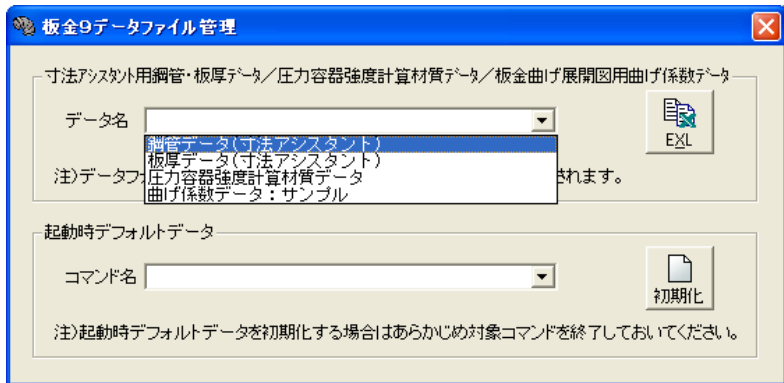 板金9データファイル管理
寸法アシスタント用鋼管・板厚データ／圧力容器強度計算材質データ／板金曲げ展開図用曲げ係数データ
データ名
EXL
鋼管データ(寸法アシスタント)
板厚データ(寸法アシスタント)
圧力容器強度計算材質データ
曲げ係数データ：サンプル
注)データフ
されます。
起動時デフォルトデータ
コマンド名
初期化
注)起動時デフォルトデータを初期化する場合はあらかじめ対象コマンドを終了しておいてください。